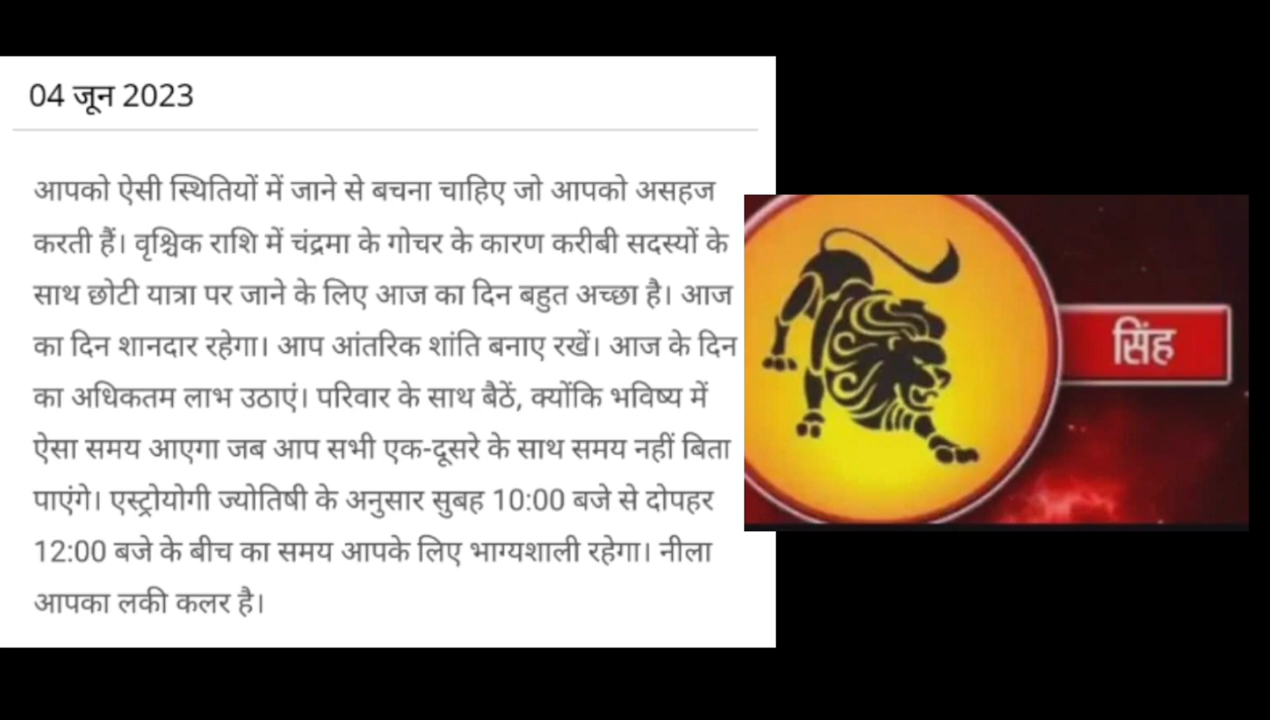 04 जून 2023
आपको ऐसी स्थितियों में जाने से बचना चाहिए जो आपको असहज
करती हैं। वृश्चिक राशि में चंद्रमा के गोचर के कारण करीबी सदस्यों के
साथ छोटी यात्रा पर जाने के लिए आज का दिन बहुत अच्छा है। आज
का दिन शानदार रहेगा। आप आंतरिक शांति बनाए रखें। आज के दिन
का अधिकतम लाभ उठाएं। परिवार के साथ बैठें, क्योंकि भविष्य में
ऐसा समय आएगा जब आप सभी एक-दूसरे के साथ समय नहीं बिता
पाएंगे। एस्ट्रोयोगी ज्योतिषी के अनुसार सुबह 10:00 बजे से दोपहर
12:00 बजे के बीच का समय आपके लिए भाग्यशाली रहेगा। नीला
आपका लकी कलर है।
सिंह